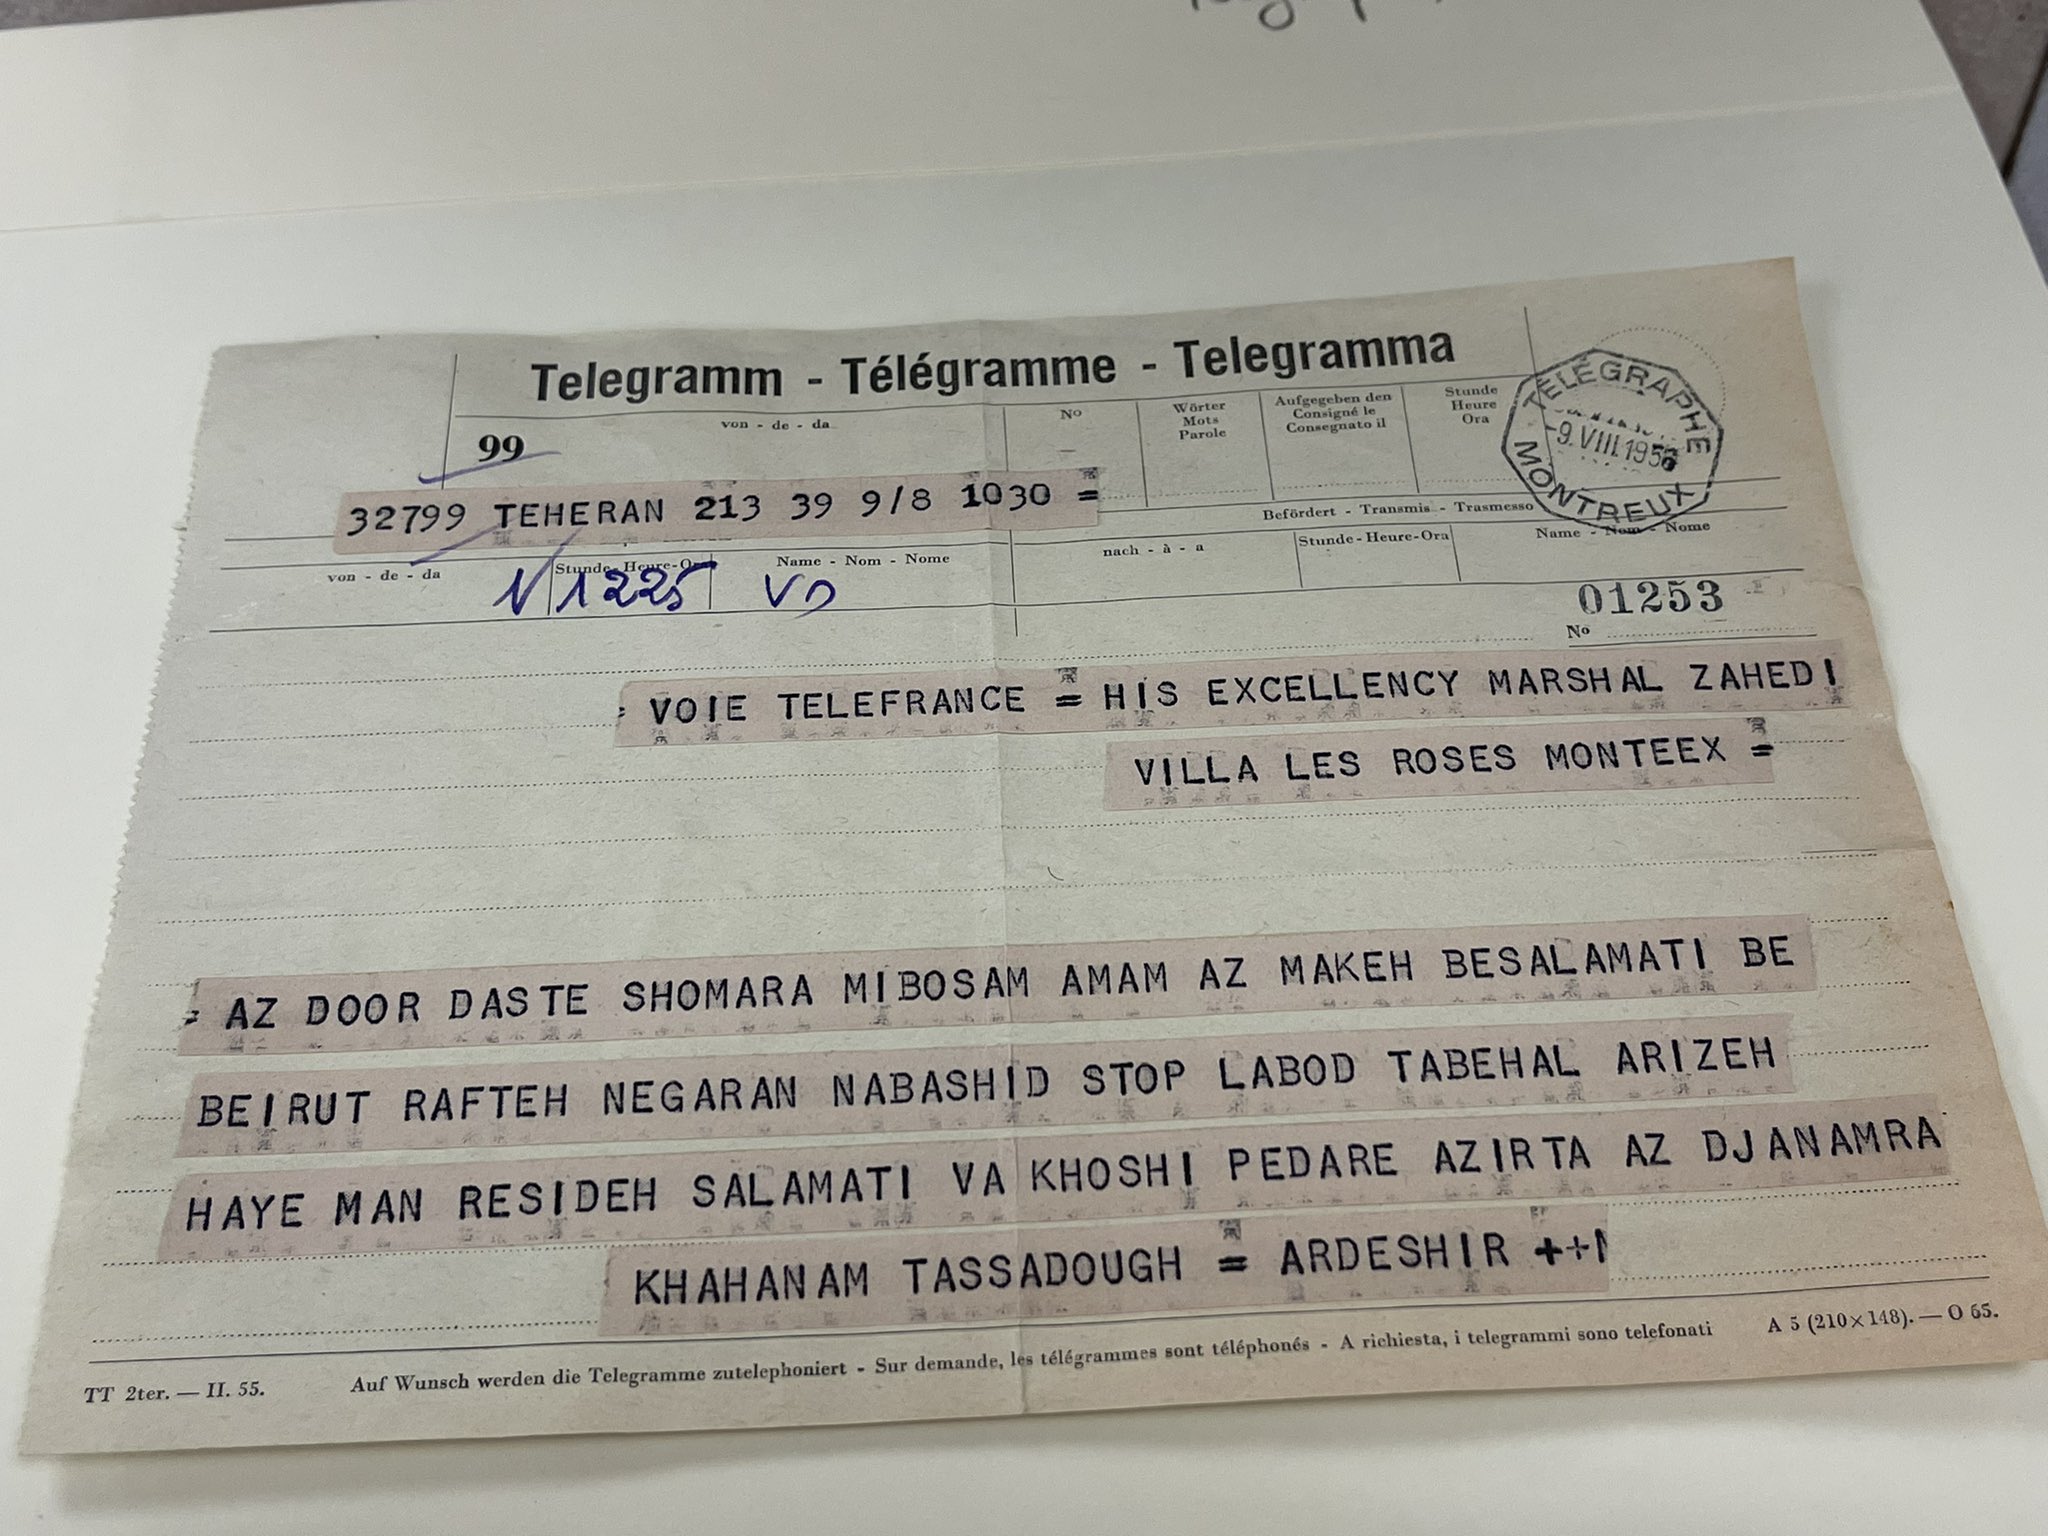 Telegramm - Télégramme - Telegramma
von - de - da
No
Wörter
Mots
Parole
Aufgegeben den
Consigné le
Consegnato il
Stunde
Heure
Ora
TÉLÉGRAPHE
-9.VIII.1956
MONTREUX
99
32799 TEHERAN 213 39 9/8 1030 =
Befördert - Transmis - Trasmesso
von - de - da
Stunde-Heure-Ora
Name - Nom - Nome
nach - à - a
Stunde-Heure-Ora
Name - Nom - Nome
N 1225 VD
01253
No
= VOIE TELEFRANCE = HIS EXCELLENCY MARSHAL ZAHEDI
VILLA LES ROSES MONTEEX =
= AZ DOOR DASTE SHOMARA MIBOSAM AMAM AZ MAKEH BESALAMATI BE
BEIRUT RAFTEH NEGARAN NABASHID STOP LABOD TABEHAL ARIZEH
HAYE MAN RESIDEH SALAMATI VA KHOSHI PEDARE AZIRTA AZ DJANAMRA
KHAHANAM TASSADOUGH = ARDESHIR ++
TT 2ter. — II. 55.
Auf Wunsch werden die Telegramme zutelephoniert - Sur demande, les télégrammes sont téléphonés - A richiesta, i telegrammi sono telefonati
A 5 (210×148). — O 65.